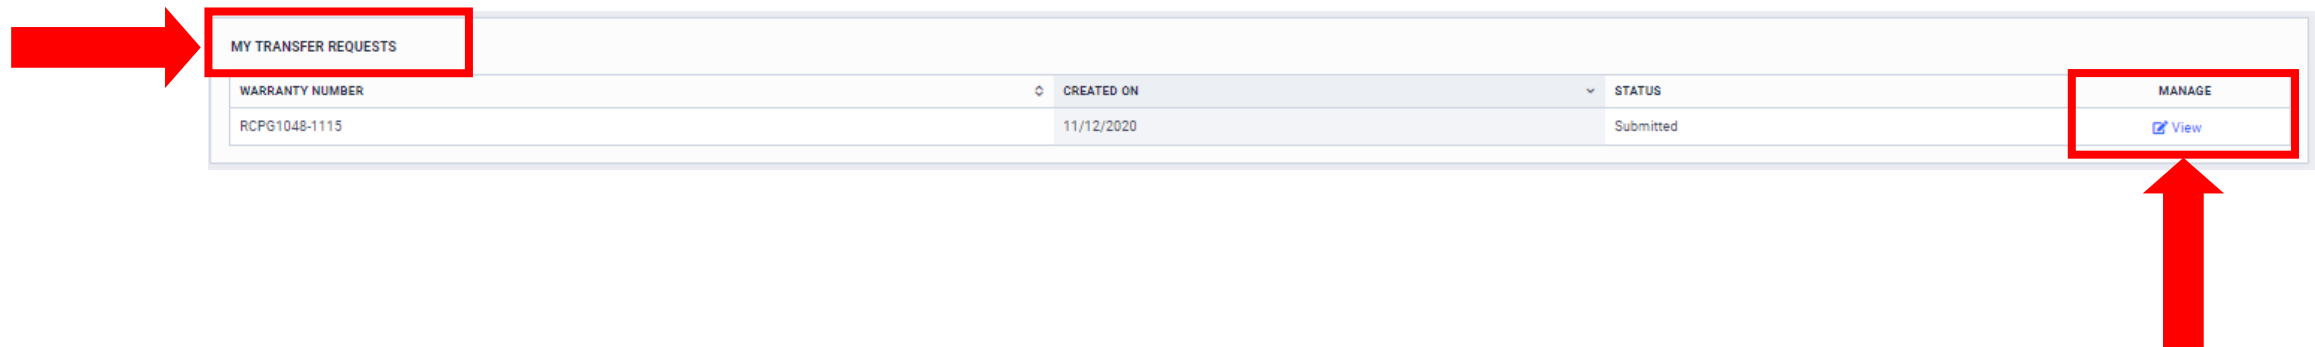 MY TRANSFER REQUESTS
WARRANTY NUMBER CREATED ON STATUS MANAGE
RCPG1048-1115 11/12/2020 Submitted View